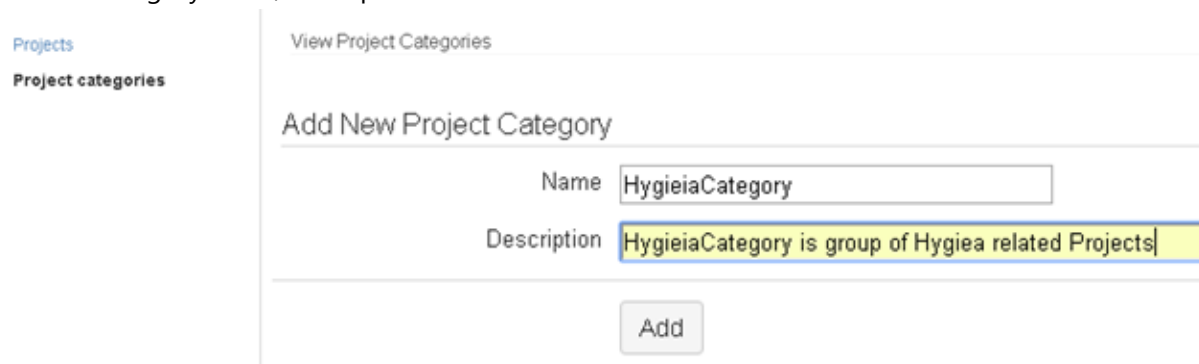 Projects
View Project Categories
Project categories
Add New Project Category
Name HygieiaCategory
Description HygieiaCategory is group of Hygiea related Projects
Add